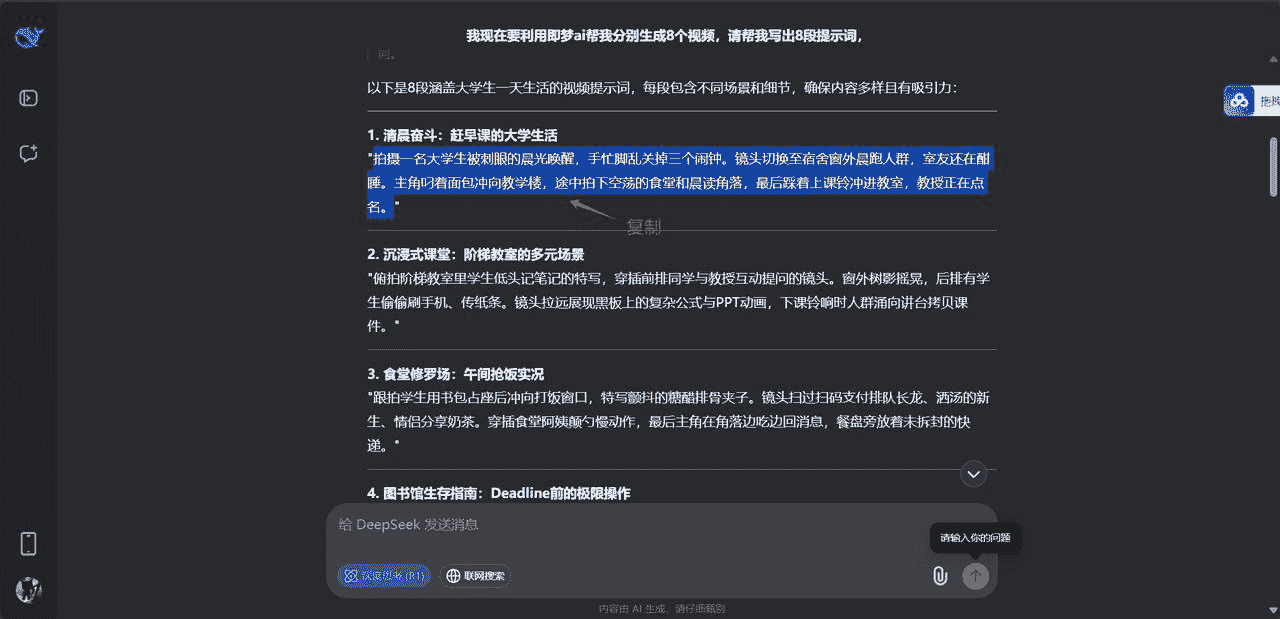 我现在要利用即梦ai帮我分别生成8个视频，请帮我写出8段提示词，
间。
以下是8段涵盖大学生一天生活的视频提示词，每段包含不同场景和细节，确保内容多样且有吸引力：
1. 清晨奋斗：赶早课的大学生活
"拍摄一名大学生被刺眼的晨光唤醒，手忙脚乱关掉三个闹钟。镜头切换至宿舍窗外晨跑人群，室友还在酣
睡。主角叼着面包冲向教学楼，途中拍下空荡的食堂和晨读角落，最后踩着上课铃冲进教室，教授正在点
名。"
复制
2. 沉浸式课堂：阶梯教室的多元场景
"俯拍阶梯教室里学生低头记笔记的特写，穿插前排同学与教授互动提问的镜头。窗外树影摇晃，后排有学
生偷偷刷手机、传纸条。镜头拉远展现黑板上的复杂公式与PPT动画，下课铃响时人群涌向讲台拷贝课
件。"
3. 食堂修罗场：午间抢饭实况
"跟拍学生用书包占座后冲向打饭窗口，特写颤抖的糖醋排骨夹子。镜头扫过扫码支付排队长龙、洒汤的新
生、情侣分享奶茶。穿插食堂阿姨颠勺慢动作，最后主角在角落边吃边回消息，餐盘旁放着未拆封的快
递。"
4. 图书馆生存指南：Deadline前的极限操作
给 DeepSeek 发送消息
请输入你的问题
深度思考 (R1)
联网搜索
内容由 AI 生成，请仔细甄别